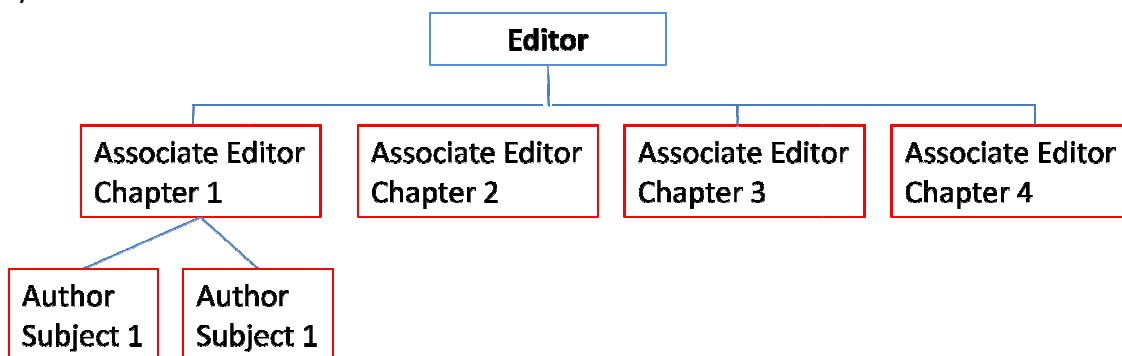 Editor
Associate Editor
Chapter 1
Associate Editor
Chapter 2
Associate Editor
Chapter 3
Associate Editor
Chapter 4
Author
Subject 1
Author
Subject 1